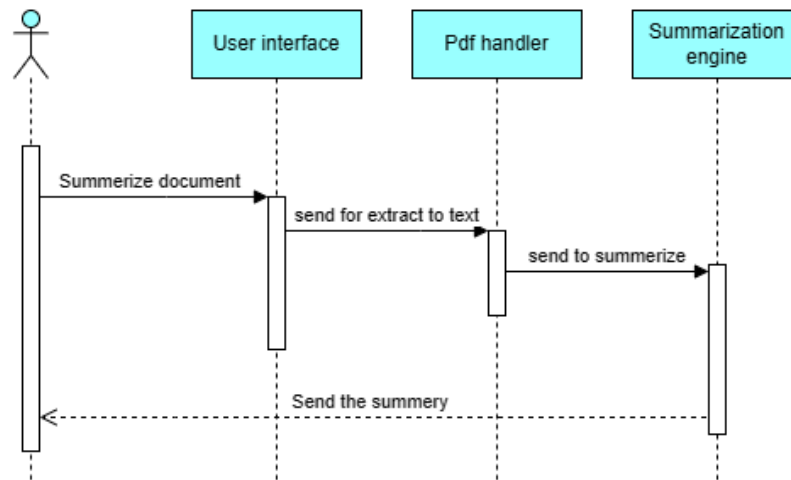 User interface
Pdf handler
Summarization
engine
Summerize document
send for extract to text
send to summerize
Send the summery